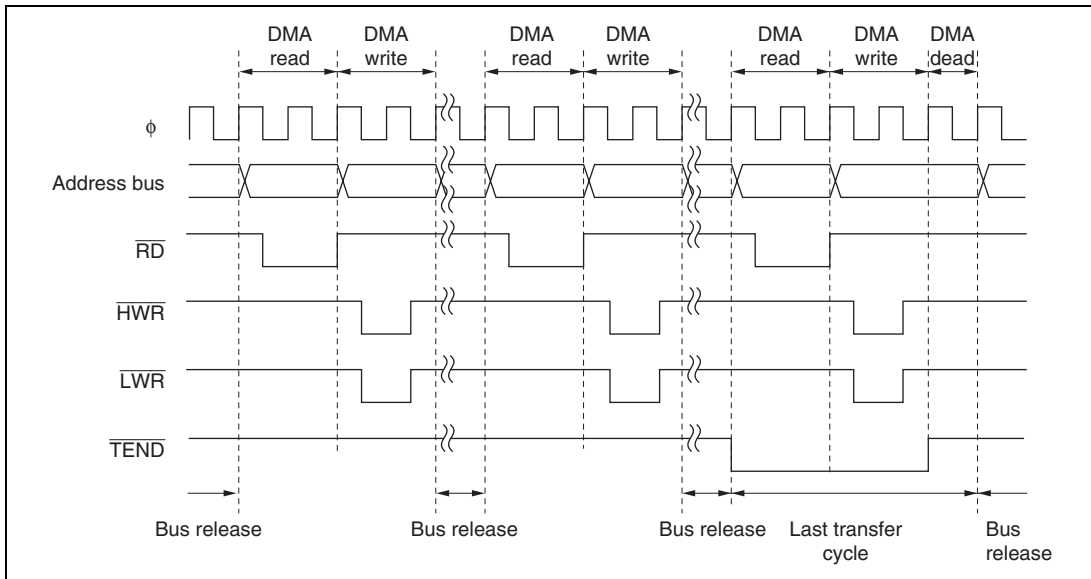 DMA read
DMA write
DMA read
DMA write
DMA read
DMA write
DMA dead
ϕ
Address bus
RD
HWR
LWR
TEND
Bus release
Bus release
Bus release
Last transfer cycle
Bus release